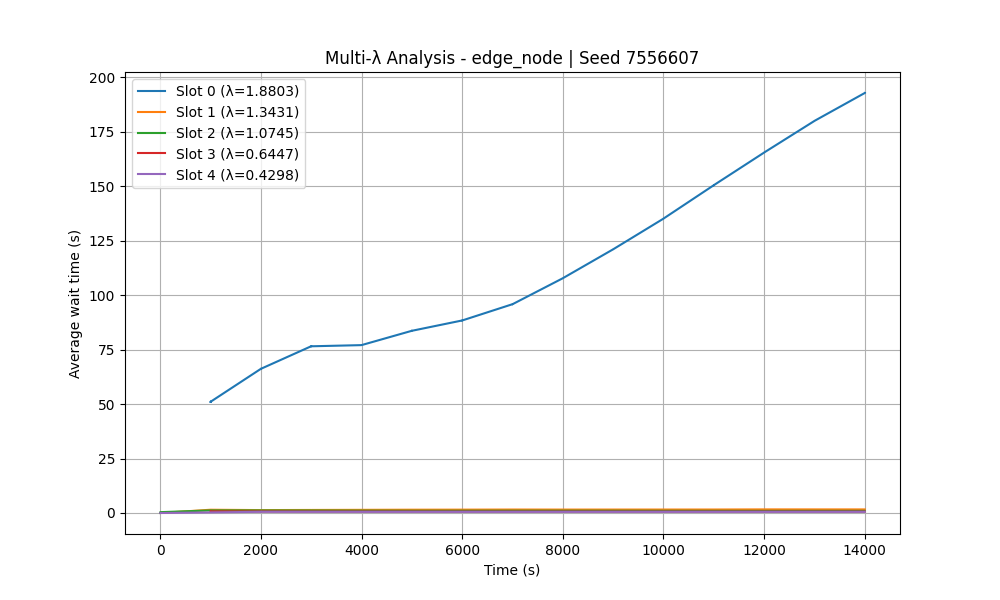 Multi-λ Analysis - edge_node | Seed 7556607
Slot 0 (λ=1.8803)
Slot 1 (λ=1.3431)
Slot 2 (λ=1.0745)
Slot 3 (λ=0.6447)
Slot 4 (λ=0.4298)
Average wait time (s)
200
175
150
125
100
75
50
25
0
0 2000 4000 6000 8000 10000 12000 14000
Time (s)